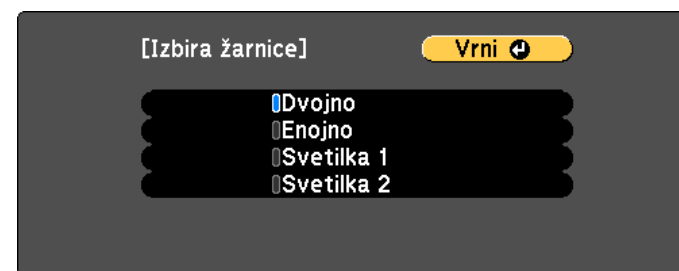 [Izbira žarnice]
Vrni
Dvojno
Enojno
Svetilka 1
Svetilka 2